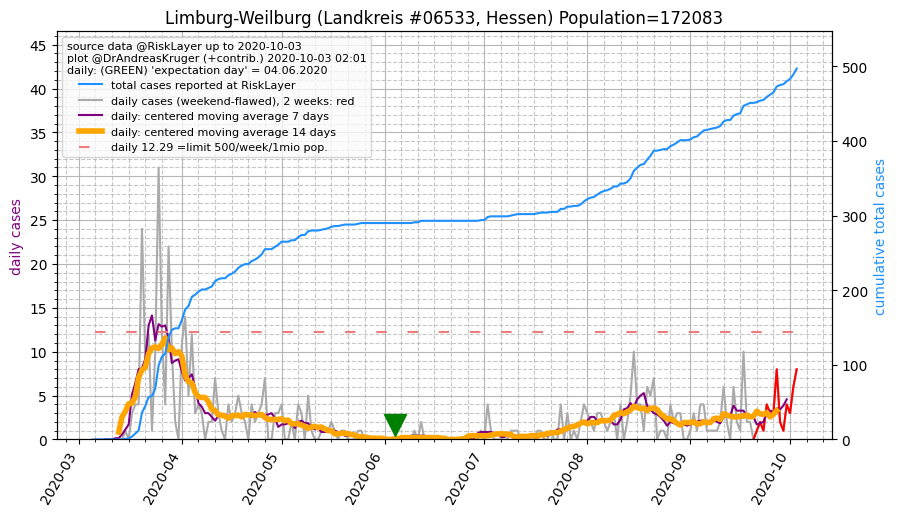 Limburg-Weilburg (Landkreis #06533, Hessen) Population=172083
source data @RiskLayer up to 2020-10-03
plot @DrAndreasKruger (+contrib.) 2020-10-03 02:01
daily: (GREEN) 'expectation day' = 04.06.2020
total cases reported at RiskLayer
daily cases (weekend-flawed), 2 weeks: red
daily: centered moving average 7 days
daily: centered moving average 14 days
daily 12.29 =limit 500/week/1mio pop.
daily cases
45
40
35
30
25
20
15
10
5
0
cumulative total cases
500
400
300
200
100
0
2020-03
2020-04
2020-05
2020-06
2020-07
2020-08
2020-09
2020-10